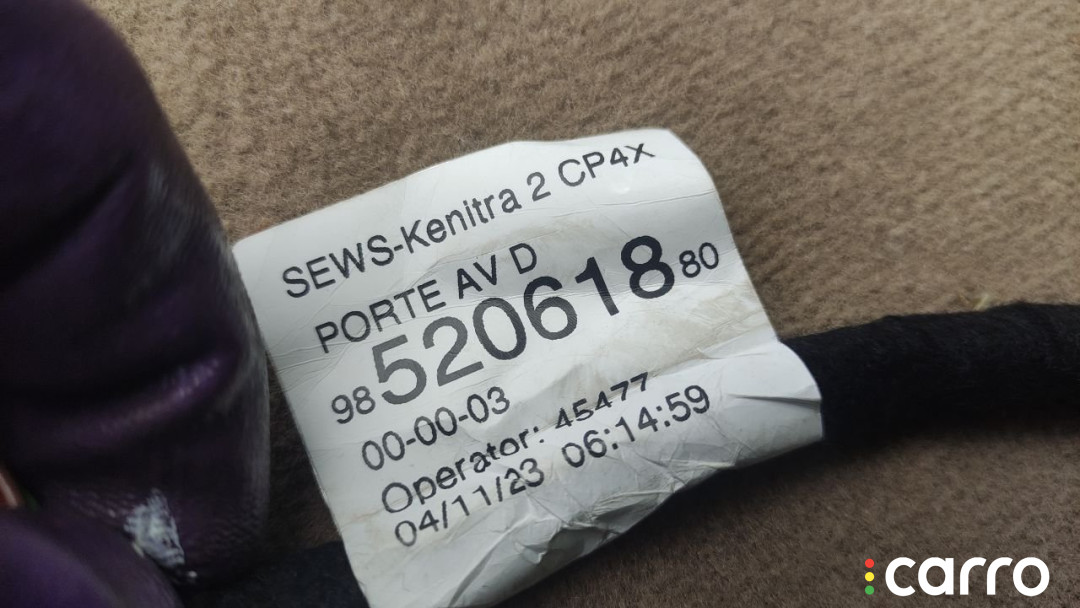 SEWS-Kenitra 2 CP4X
PORTE AV D
98 520618 80
00-00-03
Operator: 45477
04/11/23 06:14:59
carro